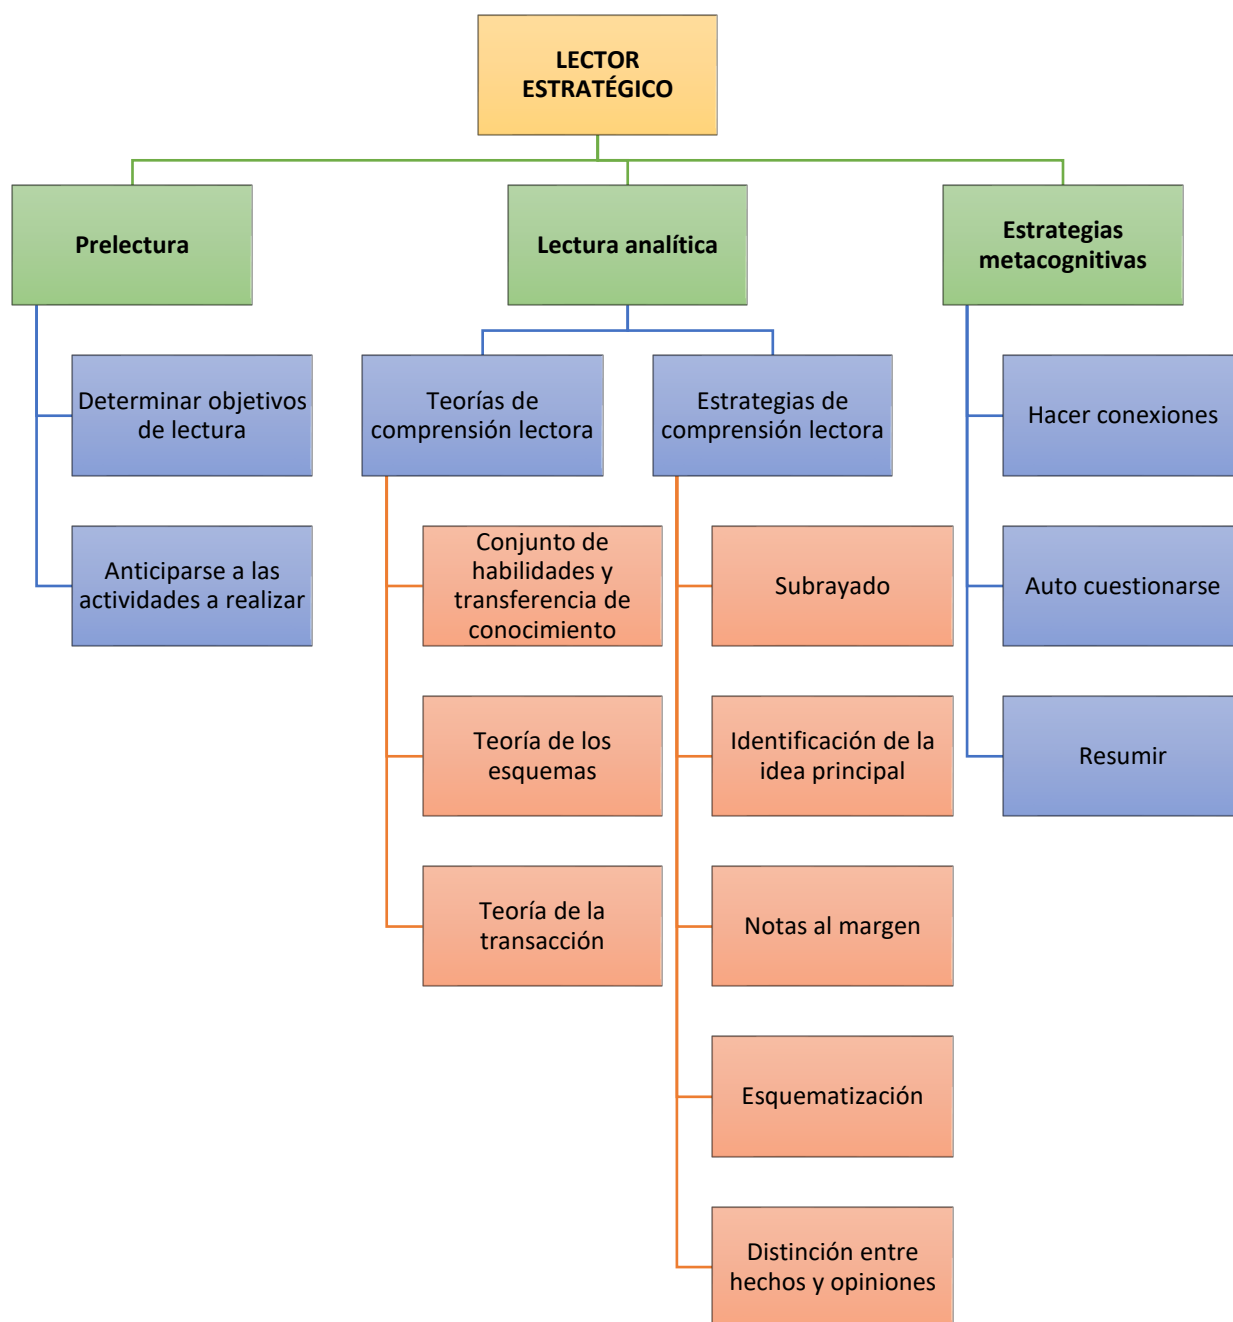 LECTOR
ESTRATÉGICO
Prelectura
Determinar objetivos
de lectura
Anticiparse a las
actividades a realizar
Lectura analítica
Teorías de
comprensión lectora
Conjunto de
habilidades y
transferencia de
conocimiento
Teoría de los
esquemas
Teoría de la
transacción
Estrategias de
comprensión lectora
Subrayado
Identificación de la
idea principal
Notas al margen
Esquematización
Distinción entre
hechos y opiniones
Estrategias
metacognitivas
Hacer conexiones
Auto cuestionarse
Resumir